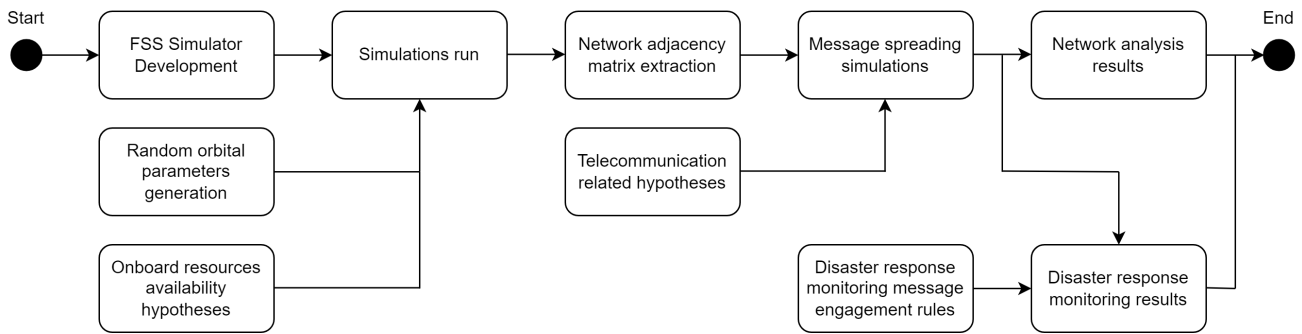 Start
End
FSS Simulator
Development
Simulations run
Network adjacency
matrix extraction
Message spreading
simulations
Network analysis
results
Random orbital
parameters
generation
Telecommunication
related hypotheses
Onboard resources
availability
hypotheses
Disaster response
monitoring message
engagement rules
Disaster response
monitoring results